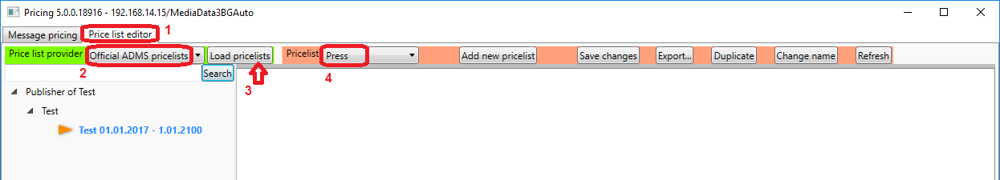 Pricing 5.0.0.18916 - 192.168.14.15/MediaData3BGAuto
Message pricing Price list editor 1
Price list provider Official ADMS pricelists Load pricelists Pricelist Press Add new pricelist Save changes Export... Duplicate Change name Refresh
2 Search 3 4
Publisher of Test
Test
Test 01.01.2017 - 1.01.2100